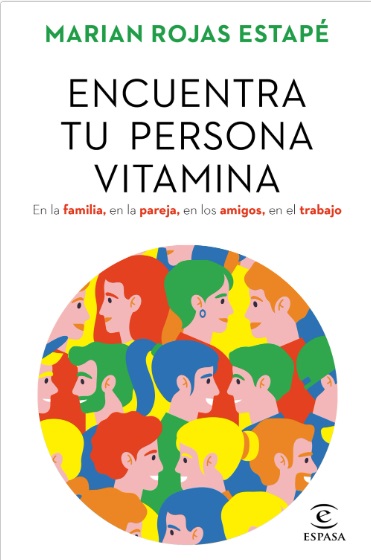 MARIAN ROJAS ESTAPÉ
ENCUENTRA
TU PERSONA
VITAMINA
En la familia, en la pareja, en los amigos, en el trabajo
e
ESPASA